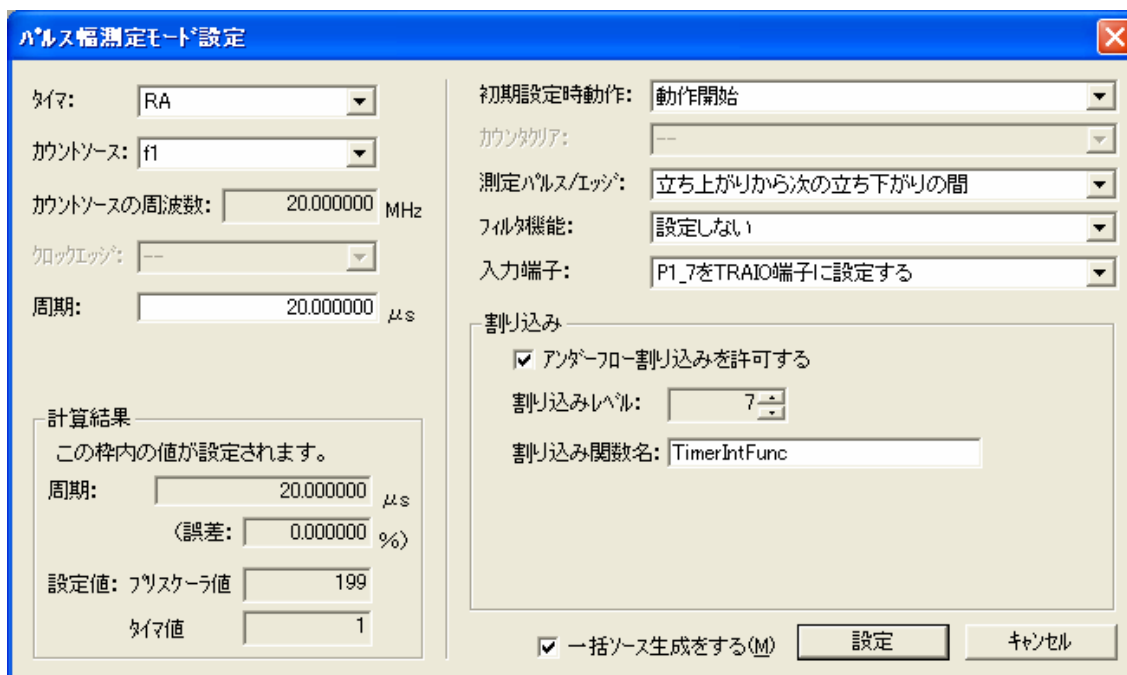 パルス幅測定モード設定
タイマ: RA
カウントソース: f1
カウントソースの周波数: 20.000000 MHz
クロックエッジ: --
周期: 20.000000 μs
計算結果
この枠内の値が設定されます。
周期: 20.000000 μs
(誤差: 0.000000 %)
設定値: プリスケーラ値 199
タイマ値 1
初期設定時動作: 動作開始
カウンタクリア: --
測定パルス/エッジ: 立ち上がりから次の立ち下がりの間
フィルタ機能: 設定しない
入力端子: P1_7をTRAIO端子に設定する
割り込み
アンダーフロー割り込みを許可する
割り込みレベル: 7
割り込み関数名: TimerIntFunc
一括ソース生成をする(M) 設定 キャンセル